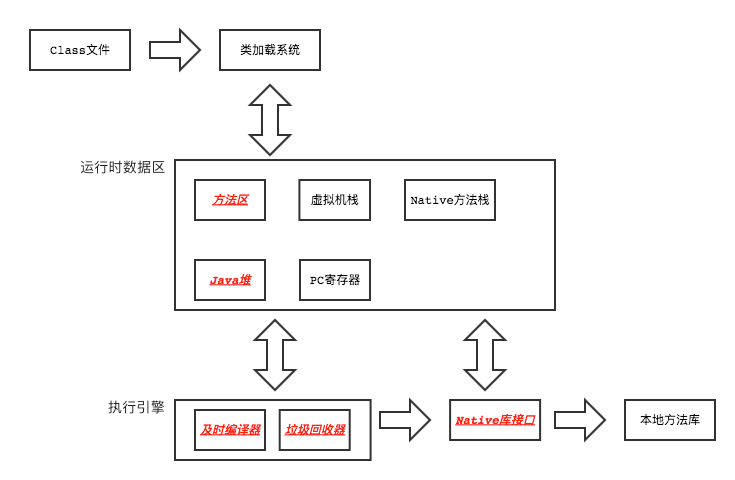 Class文件
类加载系统
运行时数据区
方法区
虚拟机栈
Native方法栈
Java堆
PC寄存器
执行引擎
及时编译器
垃圾回收器
Native库接口
本地方法库